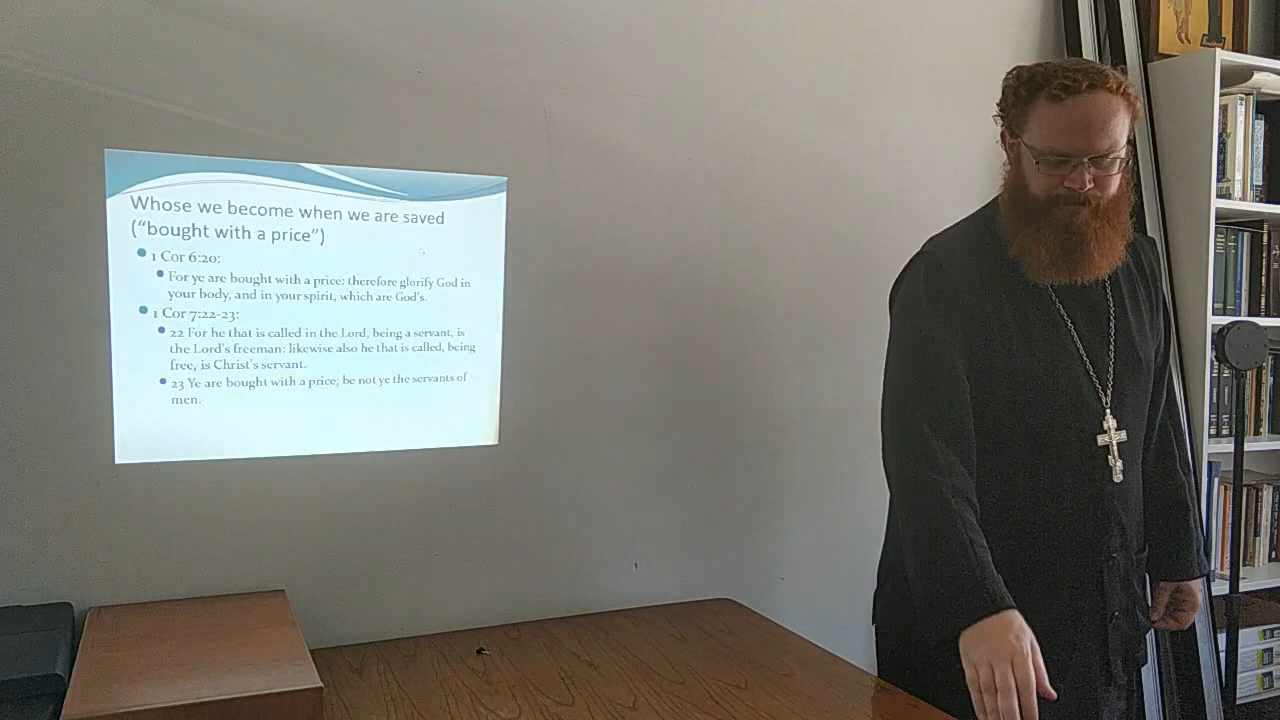 Whose we become when we are saved
(“bought with a price”)
1 Cor 6:20:
For ye are bought with a price: therefore glorify God in
your body, and in your spirit, which are God's.
1 Cor 7:22-23:
22 For he that is called in the Lord, being a servant, is
the Lord's freeman: likewise also he that is called, being
free, is Christ's servant.
23 Ye are bought with a price; be not ye the servants of
men.